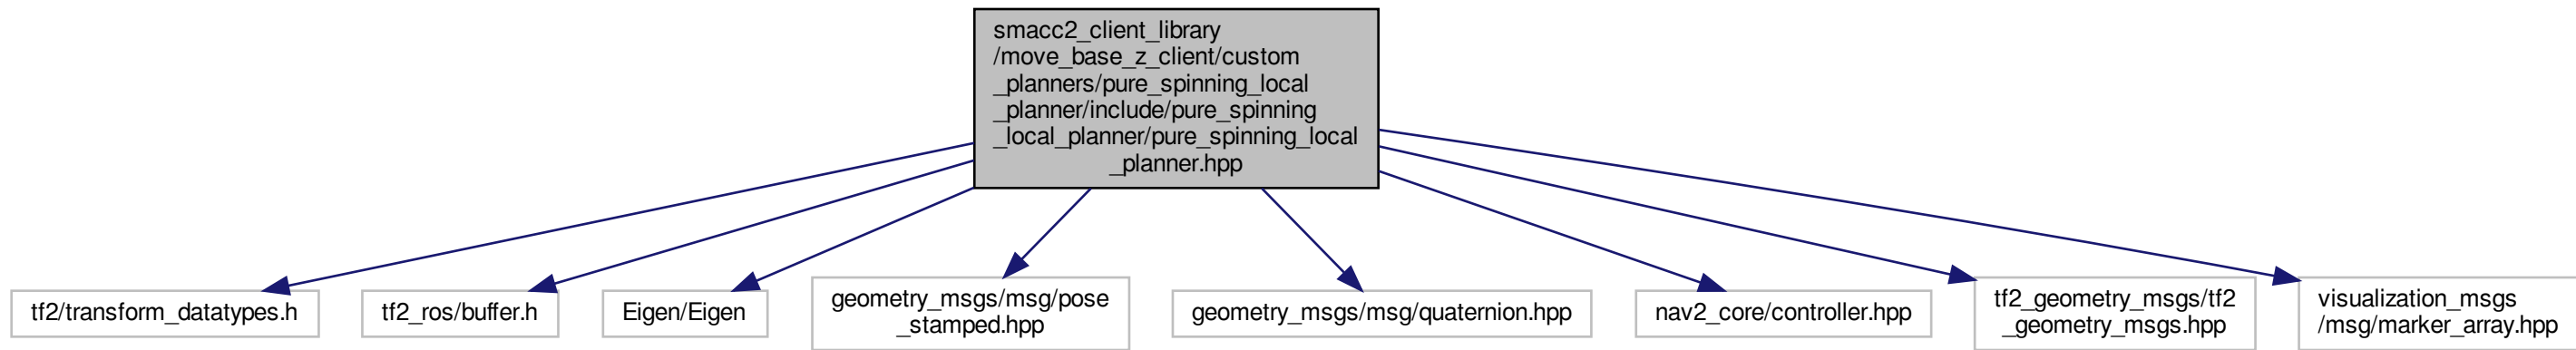 smacc2_client_library
/move_base_z_client/custom
_planners/pure_spinning_local
_planner/include/pure_spinning
_local_planner/pure_spinning_local
_planner.hpp
tf2/transform_datatypes.h
tf2_ros/buffer.h
Eigen/Eigen
geometry_msgs/msg/pose
_stamped.hpp
geometry_msgs/msg/quaternion.hpp
nav2_core/controller.hpp
tf2_geometry_msgs/tf2
_geometry_msgs.hpp
visualization_msgs
/msg/marker_array.hpp